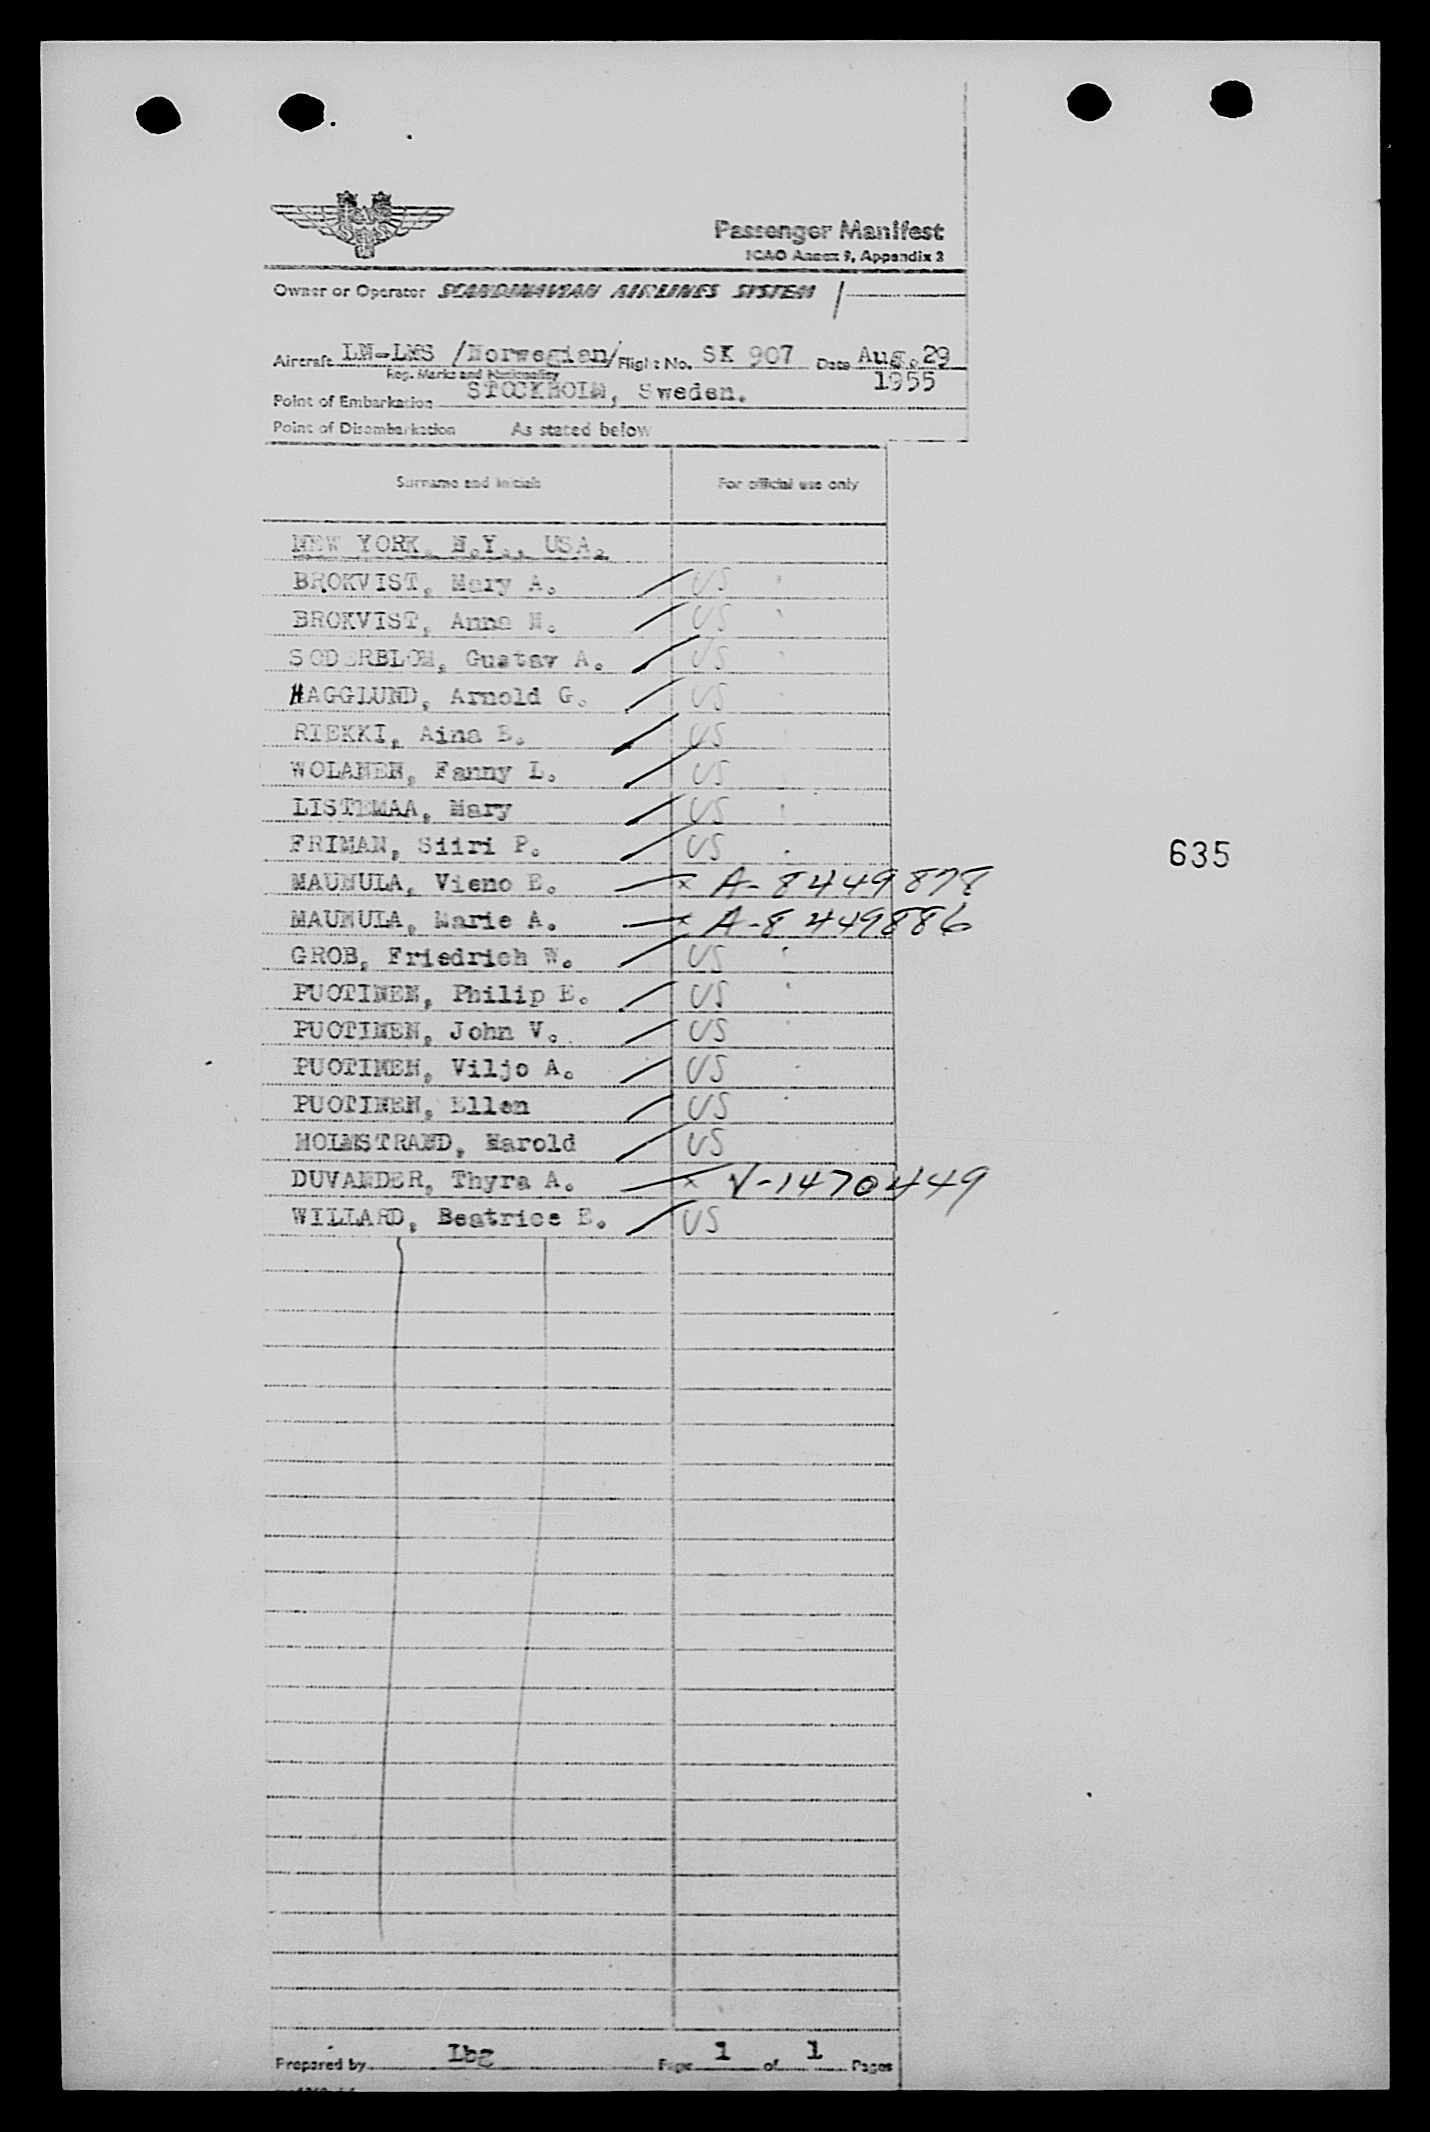 Passenger Manifest
ICAO Annex 9, Appendix 3
Owner or Operator SCANDINAVIAN AIRLINES SYSTEM
Aircraft LN-LMS /Norwegian/ Flight No. SK 907 Date Aug. 29
Reg. Marks and Nationality
1955
Point of Embarkation STOCKHOLM, Sweden.
Point of Disembarkation As stated below
Surname and initials For official use only
NEW YORK, N.Y., USA.
BROKVIST, Mary A. US
BROKVIST, Anna M. US
SODERBLOM, Gustav A. US
HAGGLUND, Arnold G. US
RIEKKI, Aina E. US
WOLANEN, Fanny L. US
LISTEMAA, Mary US
FRIMAN, Siiri P. US
635
MAUNULA, Vieno E. x A-8449878
MAUNULA, Marie A. x A-8449886
GROB, Friedrich W. US
PUOTINEN, Philip E. US
PUOTINEN, John V. US
PUOTINEN, Viljo A. US
PUOTINEN, Ellen US
HOLMSTRAND, Harold US
DUVANDER, Thyra A. x V-1470449
WILLARD, Beatrice E. US
Prepared by Lbg Page 1 of 1 Pages